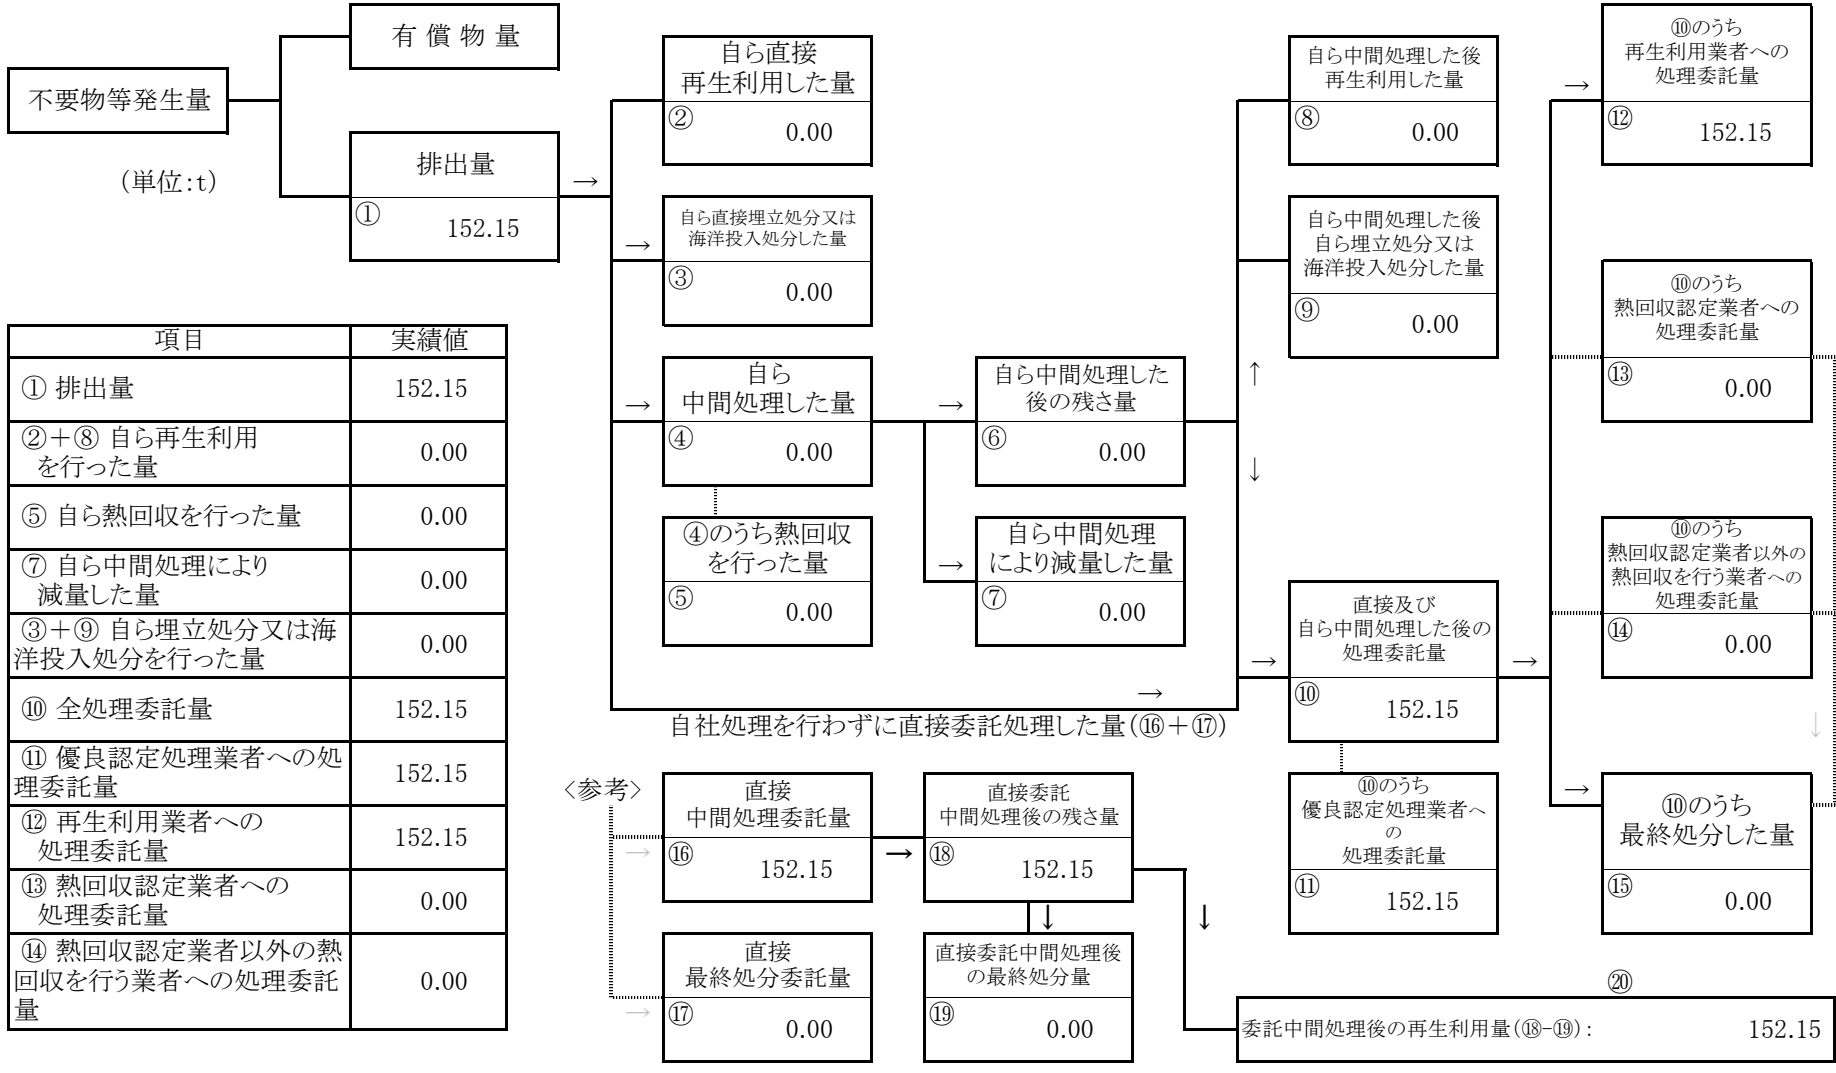 有償物量
不要物等発生量
(単位:t)
排出量
①
152.15
→
自ら直接
再生利用した量
②
0.00
→
自ら直接埋立処分又は
海洋投入処分した量
③
0.00
→
自ら
中間処理した量
④
0.00
④のうち熱回収
を行った量
⑤
0.00
→
自ら中間処理した
後の残さ量
⑥
0.00
→
自ら中間処理
により減量した量
⑦
0.00
→
自社処理を行わずに直接委託処理した量(⑯+⑰)
↑
↓
自ら中間処理した後
再生利用した量
⑧
0.00
自ら中間処理した後
自ら埋立処分又は
海洋投入処分した量
⑨
0.00
→
直接及び
自ら中間処理した後の
処理委託量
⑩
152.15
⑩のうち
優良認定処理業者へ
の
処理委託量
⑪
152.15
→
→
⑩のうち
再生利用業者への
処理委託量
⑫
152.15
⑩のうち
熱回収認定業者への
処理委託量
⑬
0.00
⑩のうち
熱回収認定業者以外の
熱回収を行う業者への
処理委託量
⑭
0.00
↓
→
⑩のうち
最終処分した量
⑮
0.00
項目 実績値
① 排出量 152.15
②+⑧ 自ら再生利用
を行った量
0.00
⑤ 自ら熱回収を行った量 0.00
⑦ 自ら中間処理により
減量した量
0.00
③+⑨ 自ら埋立処分又は海
洋投入処分を行った量
0.00
⑩ 全処理委託量 152.15
⑪ 優良認定処理業者への処
理委託量
152.15
⑫ 再生利用業者への
処理委託量
152.15
⑬ 熱回収認定業者への
処理委託量
0.00
⑭ 熱回収認定業者以外の熱
回収を行う業者への処理委託
量
0.00
<参考>
→
直接
中間処理委託量
⑯
152.15
→
直接委託
中間処理後の残さ量
⑱
152.15
↓
↓
→
直接
最終処分委託量
⑰
0.00
直接委託中間処理後
の最終処分量
⑲
0.00
⑳
委託中間処理後の再生利用量(⑱-⑲): 152.15